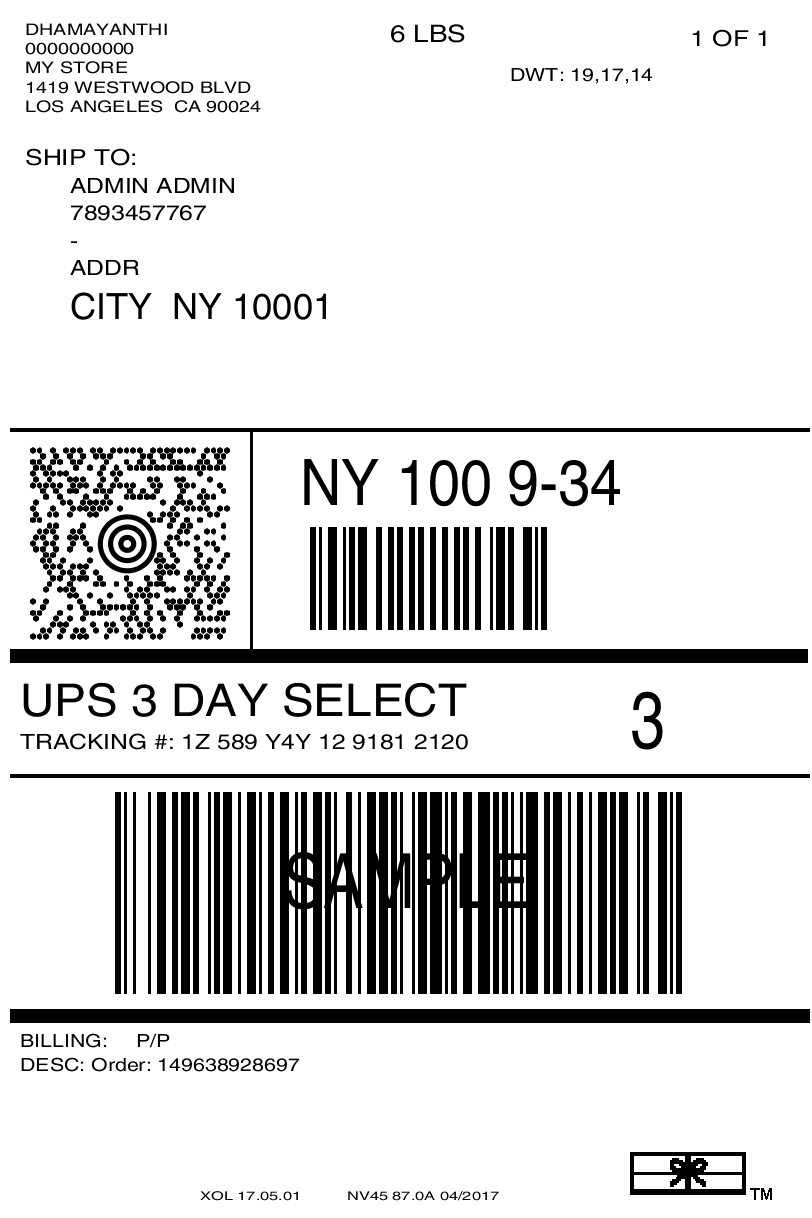 DHAMAYANTHI
0000000000
MY STORE
1419 WESTWOOD BLVD
LOS ANGELES  CA 90024
6 LBS
1 OF 1
DWT: 19,17,14
SHIP TO:
ADMIN ADMIN
7893457767
-
ADDR
CITY  NY 10001
NY 100 9-34
UPS 3 DAY SELECT
TRACKING #: 1Z 589 Y4Y 12 9181 2120
3
SAMPLE
BILLING: P/P
DESC: Order: 149638928697
XOL 17.05.01 NV45 87.0A 04/2017
TM